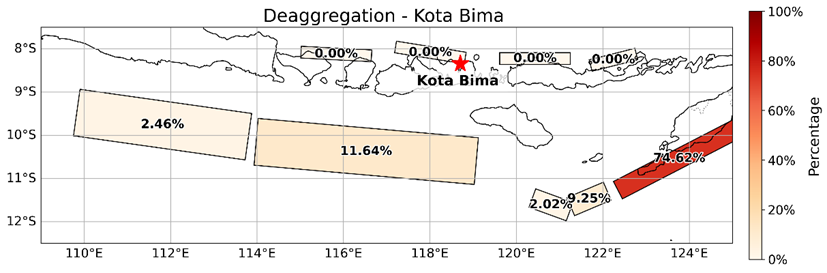 Deaggregation - Kota Bima
8°S
9°S
10°S
11°S
12°S
0.00%
0.00%
0.00%
0.00%
Kota Bima
2.46%
11.64%
74.62%
2.02%
9.25%
110°E
112°E
114°E
116°E
118°E
120°E
122°E
124°E
100%
80%
60%
40%
20%
0%
Percentage